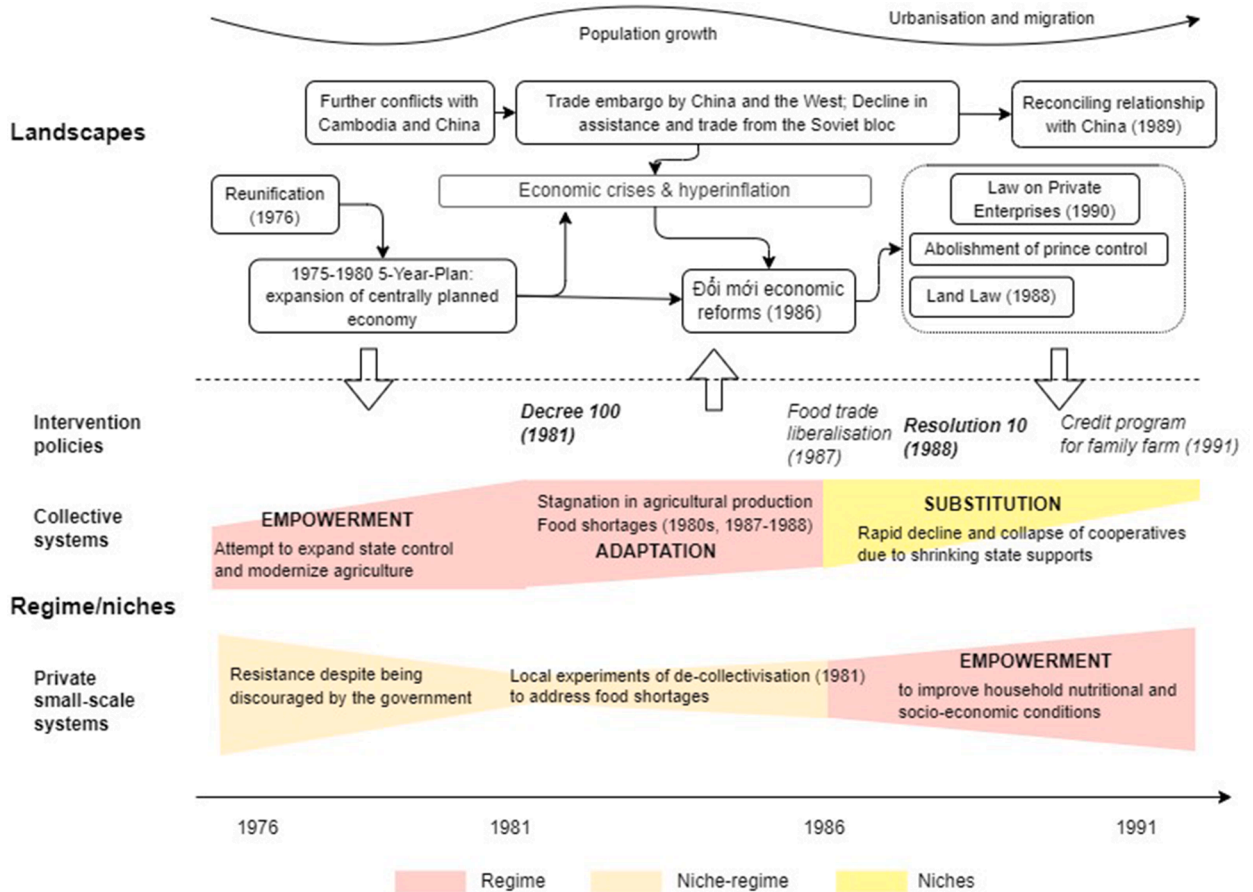 Urbanisation and migration
Population growth
Landscapes
Further conflicts with
Cambodia and China
Trade embargo by China and the West; Decline in
assistance and trade from the Soviet bloc
Reconciling relationship
with China (1989)
Reunification
(1976)
Economic crises & hyperinflation
Law on Private
Enterprises (1990)
Abolishment of prince control
Land Law (1988)
1975-1980 5-Year-Plan:
expansion of centrally planned
economy
Đổi mới economic
reforms (1986)
Intervention
policies
Decree 100
(1981)
Food trade
liberalisation
(1987)
Resolution 10
(1988)
Credit program
for family farm (1991)
Collective
systems
EMPOWERMENT
Attempt to expand state control
and modernize agriculture
Stagnation in agricultural production
Food shortages (1980s, 1987-1988)
ADAPTATION
SUBSTITUTION
Rapid decline and collapse of cooperatives
due to shrinking state supports
Regime/niches
Private
small-scale
systems
Resistance despite being
discouraged by the government
Local experiments of de-collectivisation (1981)
to address food shortages
EMPOWERMENT
to improve household nutritional and
socio-economic conditions
1976
1981
1986
1991
Regime
Niche-regime
Niches